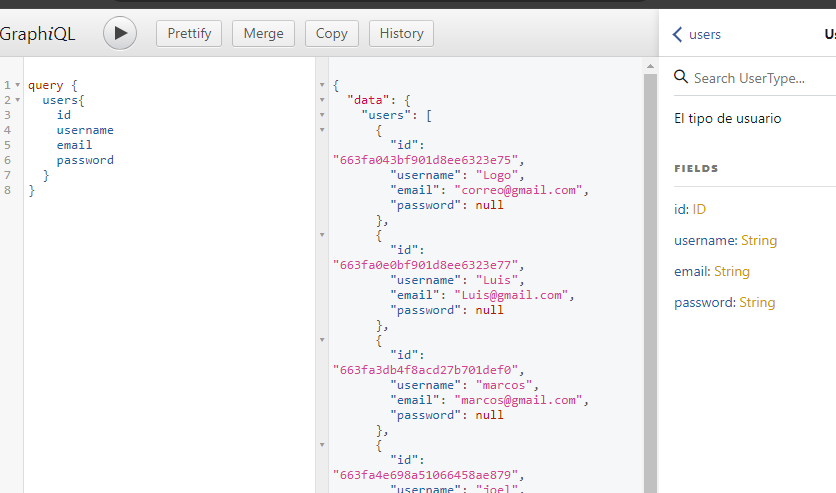 GraphiQL
Prettify
Merge
Copy
History
users
1 query {
2 users{
3 id
4 username
5 email
6 password
7 }
8 }
{
"data": {
"users": [
{
"id":
"663fa043bf901d8ee6323e75",
"username": "Logo",
"email": "correo@gmail.com",
"password": null
},
{
"id":
"663fa0e0bf901d8ee6323e77",
"username": "Luis",
"email": "Luis@gmail.com",
"password": null
},
{
"id":
"663fa3db4f8acd27b701def0",
"username": "marcos",
"email": "marcos@gmail.com",
"password": null
},
{
"id":
"663fa4e698a51066458ae879",
"username": "joel",
Search UserType...
El tipo de usuario
FIELDS
id: ID
username: String
email: String
password: String